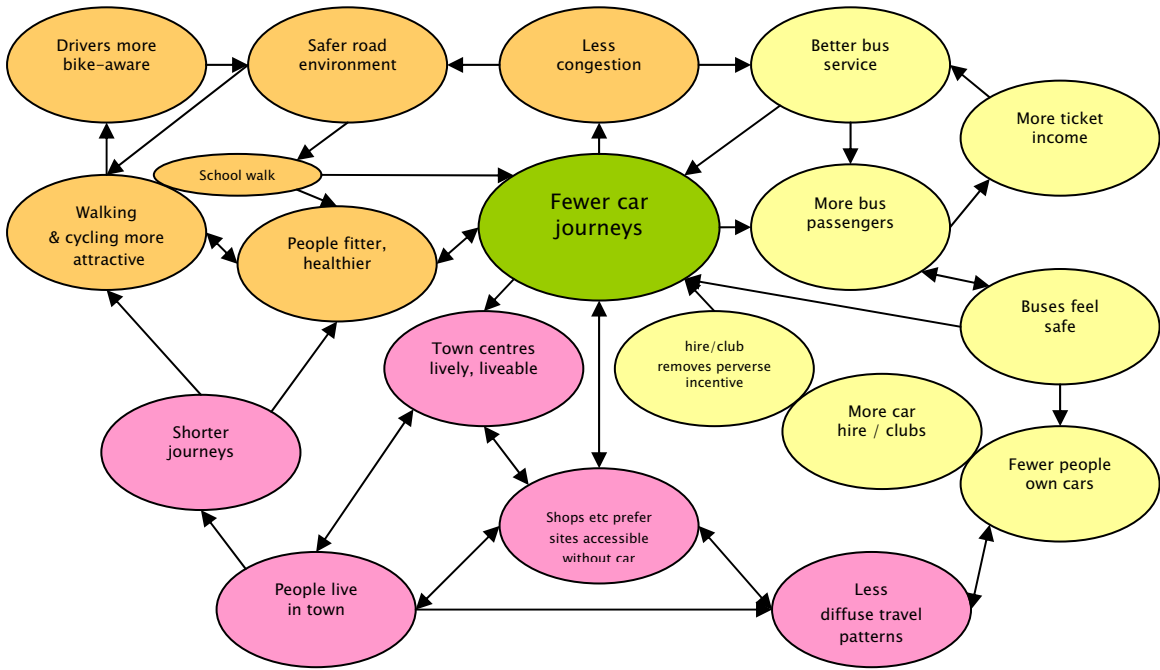 Drivers more
bike-aware
Safer road
environment
Less
congestion
Better bus
service
More ticket
income
School walk
Walking
& cycling more
attractive
People fitter,
healthier
Fewer car
journeys
More bus
passengers
Buses feel
safe
Town centres
lively, liveable
hire/club
removes perverse
incentive
More car
hire / clubs
Shorter
journeys
Fewer people
own cars
Shops etc prefer
sites accessible
without car
People live
in town
Less
diffuse travel
patterns